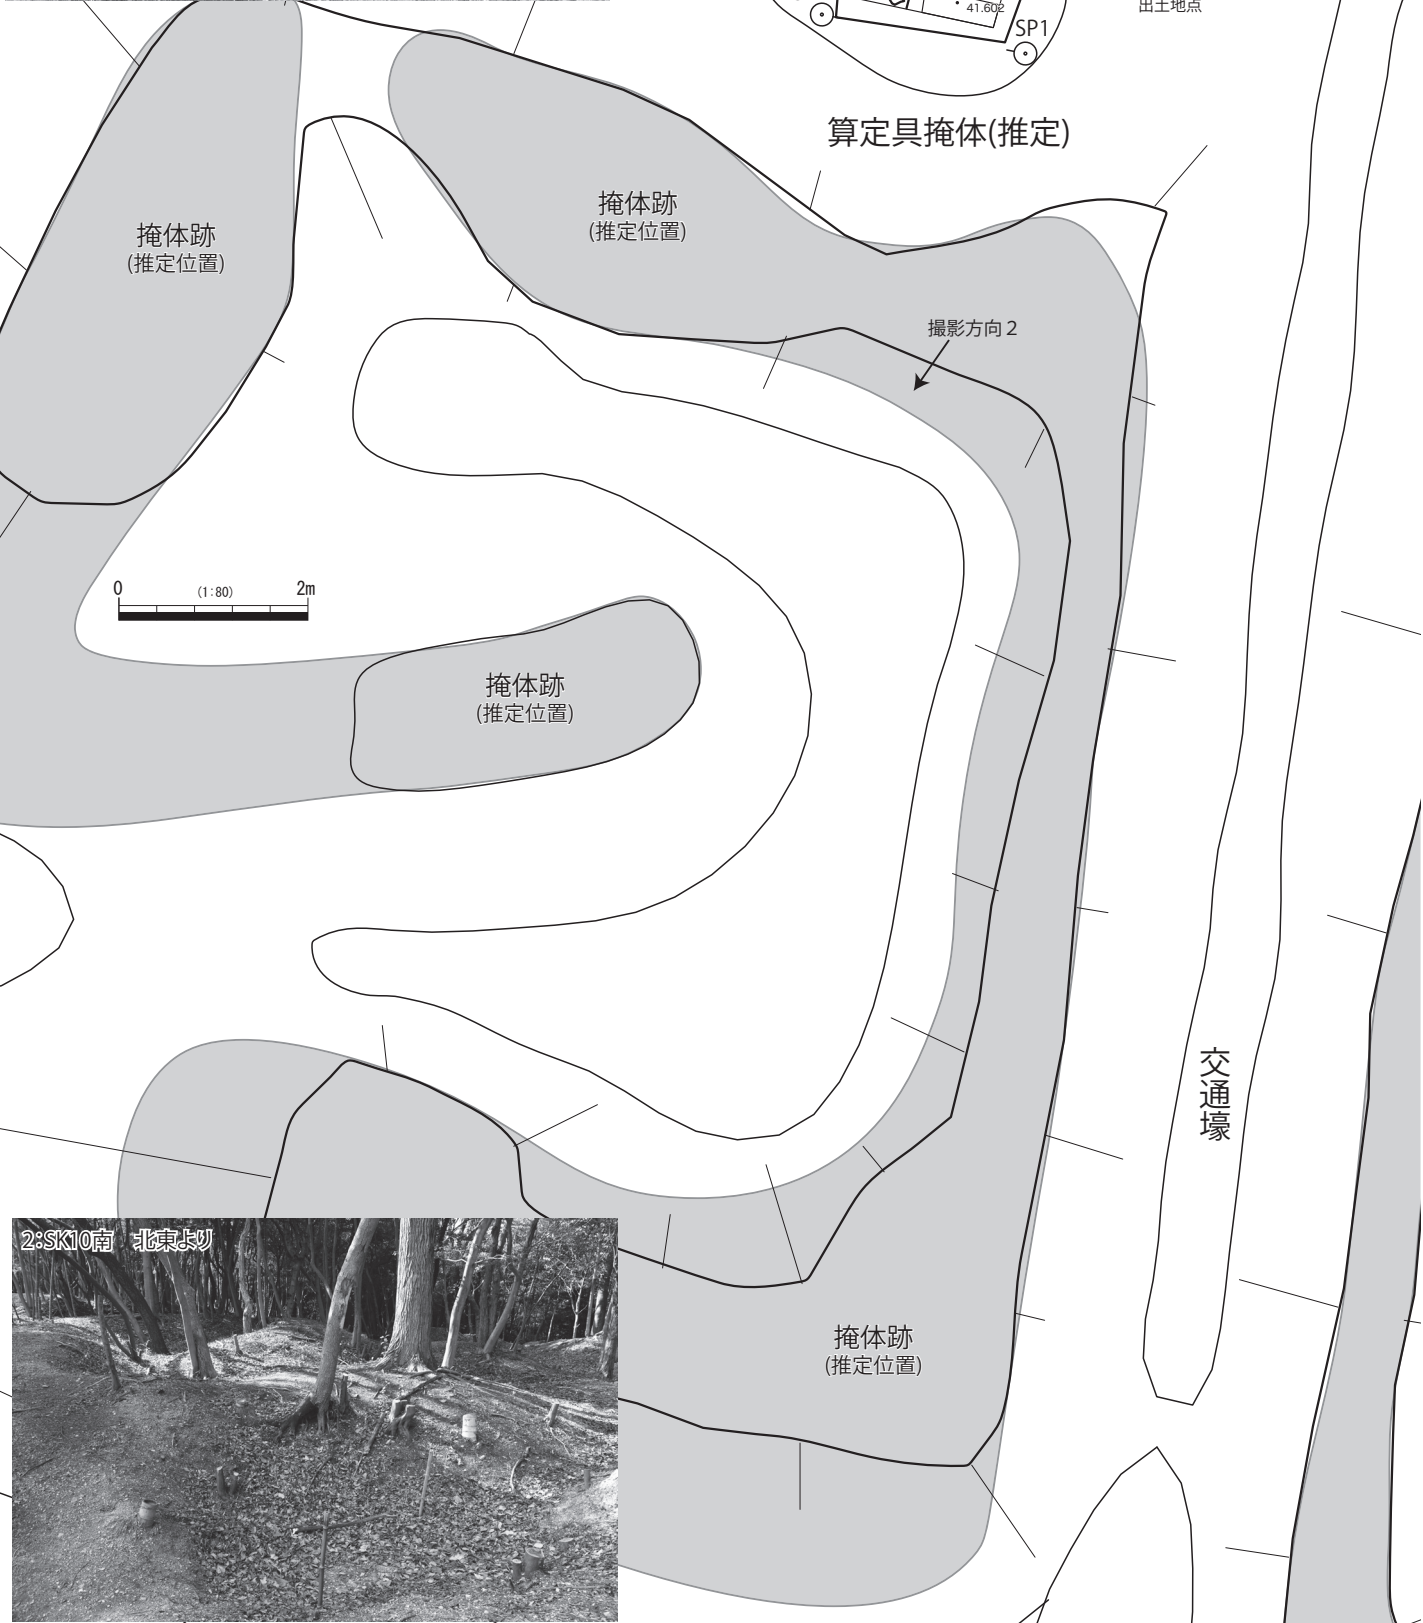 41.602
出土地点
SP1
算定具掩体(推定)
掩体跡
(推定位置)
掩体跡
(推定位置)
撮影方向２
0 (1:80) 2m
掩体跡
(推定位置)
交通壕
2:SK10南 北東より
掩体跡
(推定位置)